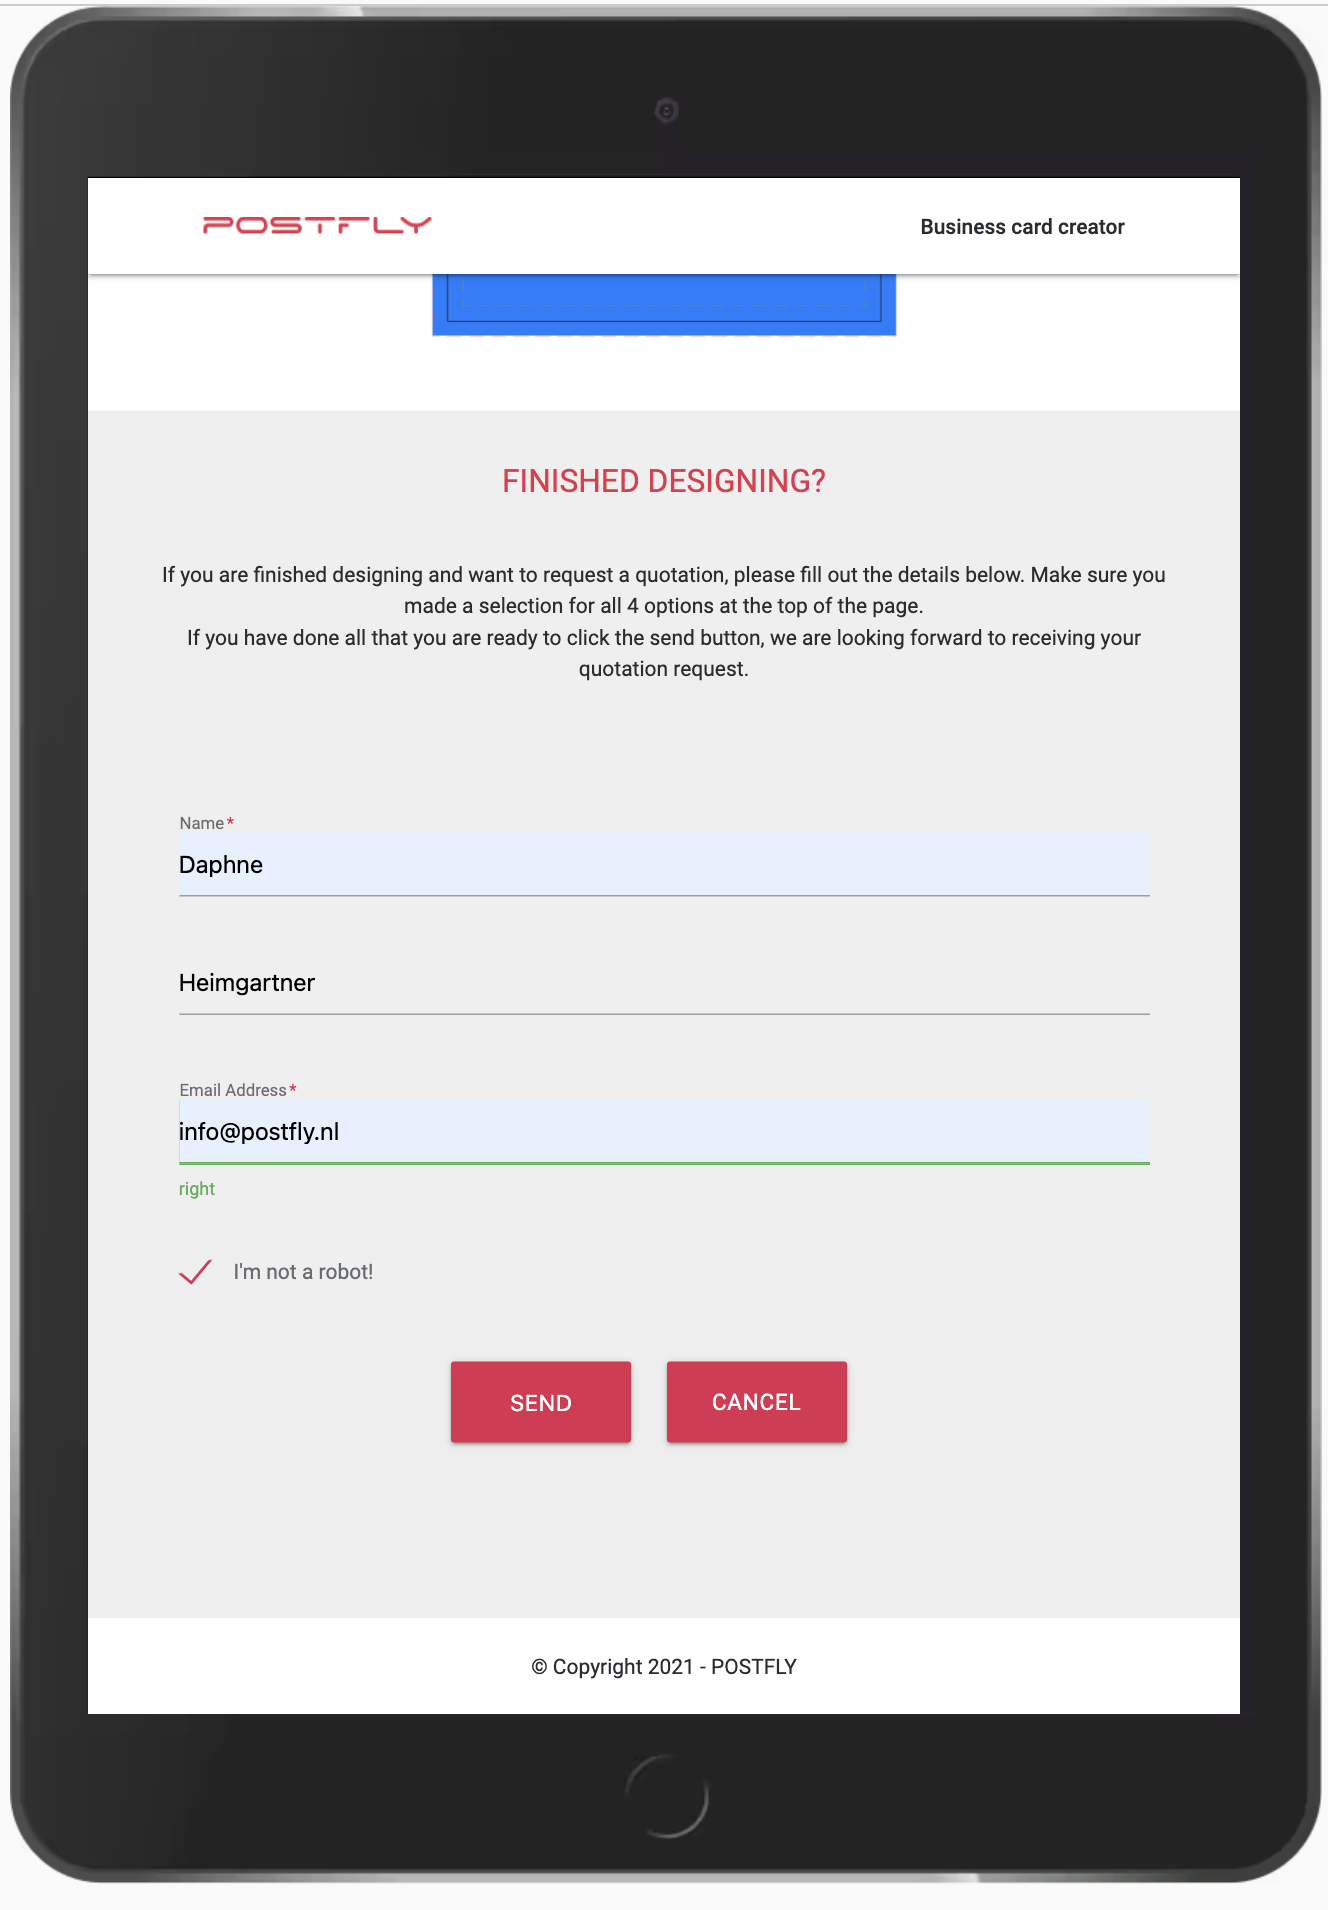 POSTFLY
Business card creator
FINISHED DESIGNING?
If you are finished designing and want to request a quotation, please fill out the details below. Make sure you
made a selection for all 4 options at the top of the page.
If you have done all that you are ready to click the send button, we are looking forward to receiving your
quotation request.
Name*
Daphne
Heimgartner
Email Address*
info@postfly.nl
right
I'm not a robot!
SEND CANCEL
© Copyright 2021 - POSTFLY